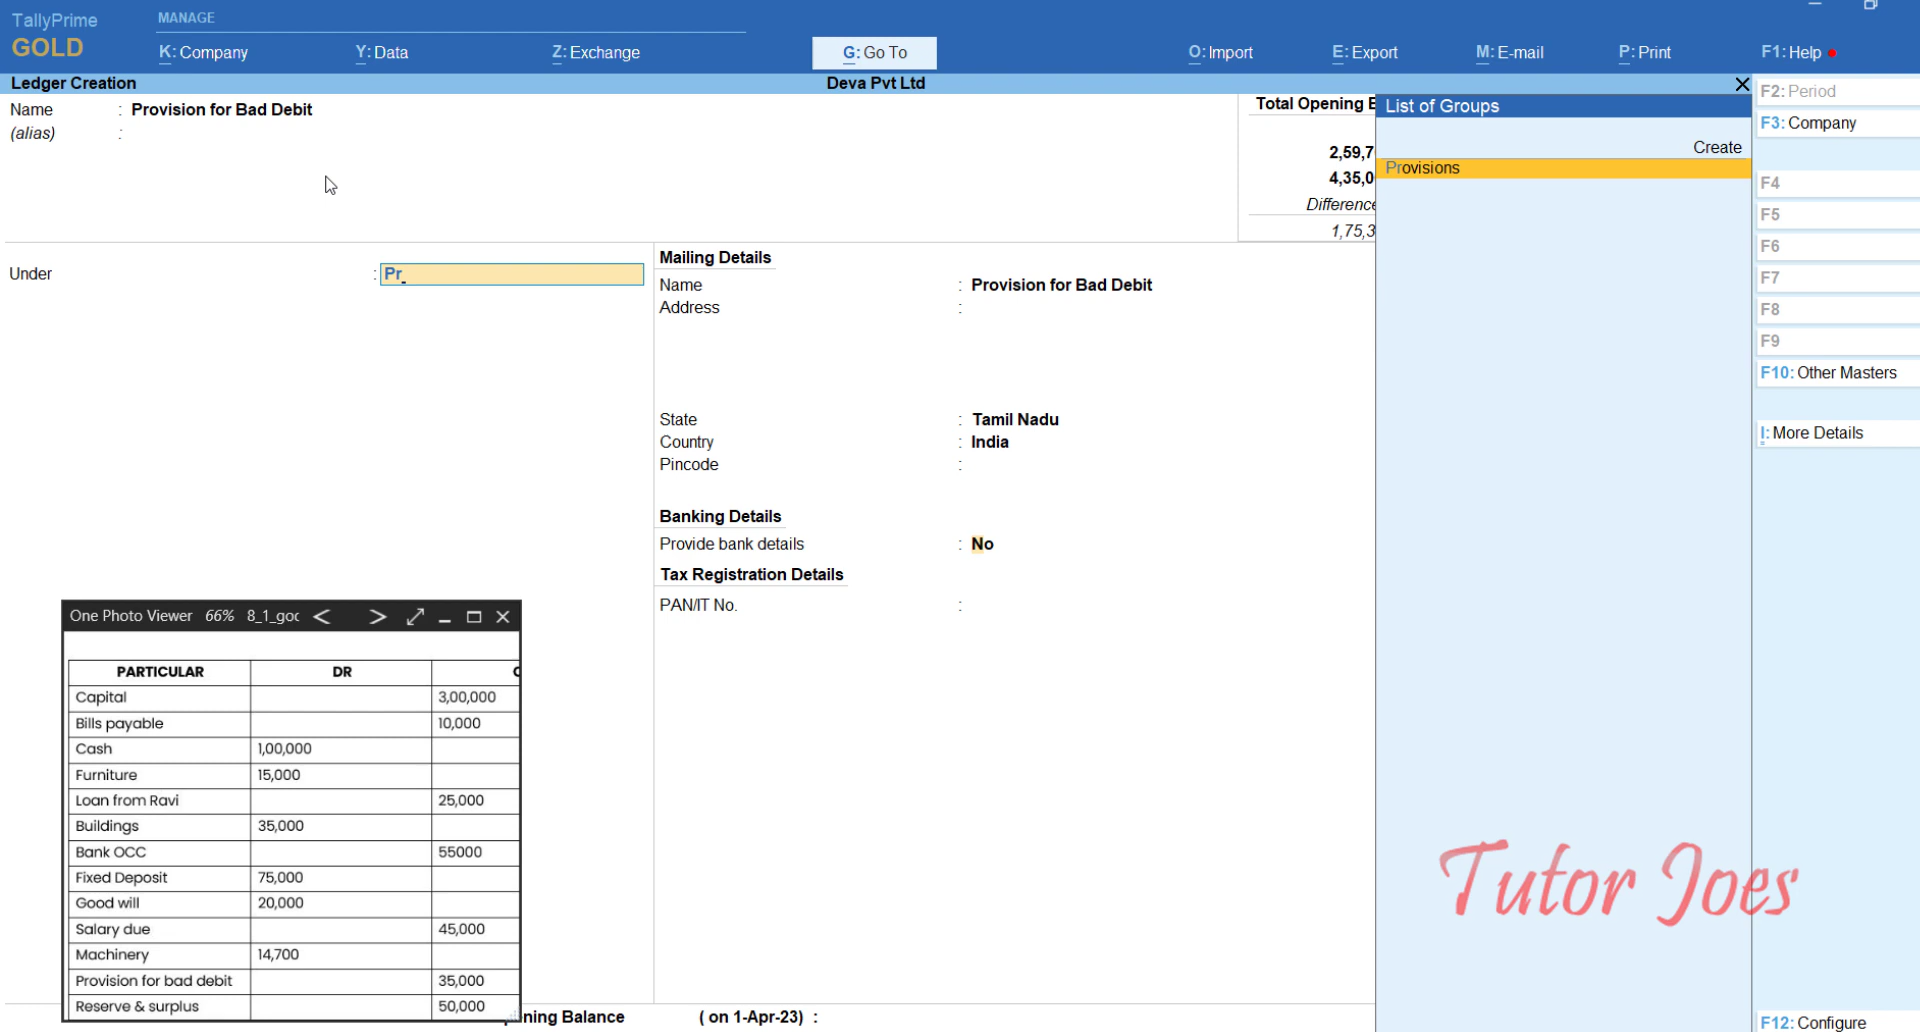 TallyPrime
GOLD
MANAGE
K: Company
Y: Data
Z: Exchange
G: Go To
O: Import
E: Export
M: E-mail
P: Print
F1: Help
Ledger Creation
Deva Pvt Ltd
Name : Provision for Bad Debit
(alias) :
Total Opening B
2,59,7
4,35,0
Difference
1,75,3
List of Groups
Create
Provisions
Under : Pr
Mailing Details
Name : Provision for Bad Debit
Address :
State : Tamil Nadu
Country : India
Pincode :
Banking Details
Provide bank details : No
Tax Registration Details
PAN/IT No. :
F2: Period
F3: Company
F4
F5
F6
F7
F8
F9
F10: Other Masters
I: More Details
F12: Configure
One Photo Viewer 66% 8_1_goc
PARTICULAR DR
Capital 3,00,000
Bills payable 10,000
Cash 1,00,000
Furniture 15,000
Loan from Ravi 25,000
Buildings 35,000
Bank OCC 55000
Fixed Deposit 75,000
Good will 20,000
Salary due 45,000
Machinery 14,700
Provision for bad debit 35,000
Reserve & surplus 50,000
ning Balance ( on 1-Apr-23) :
Tutor Joes